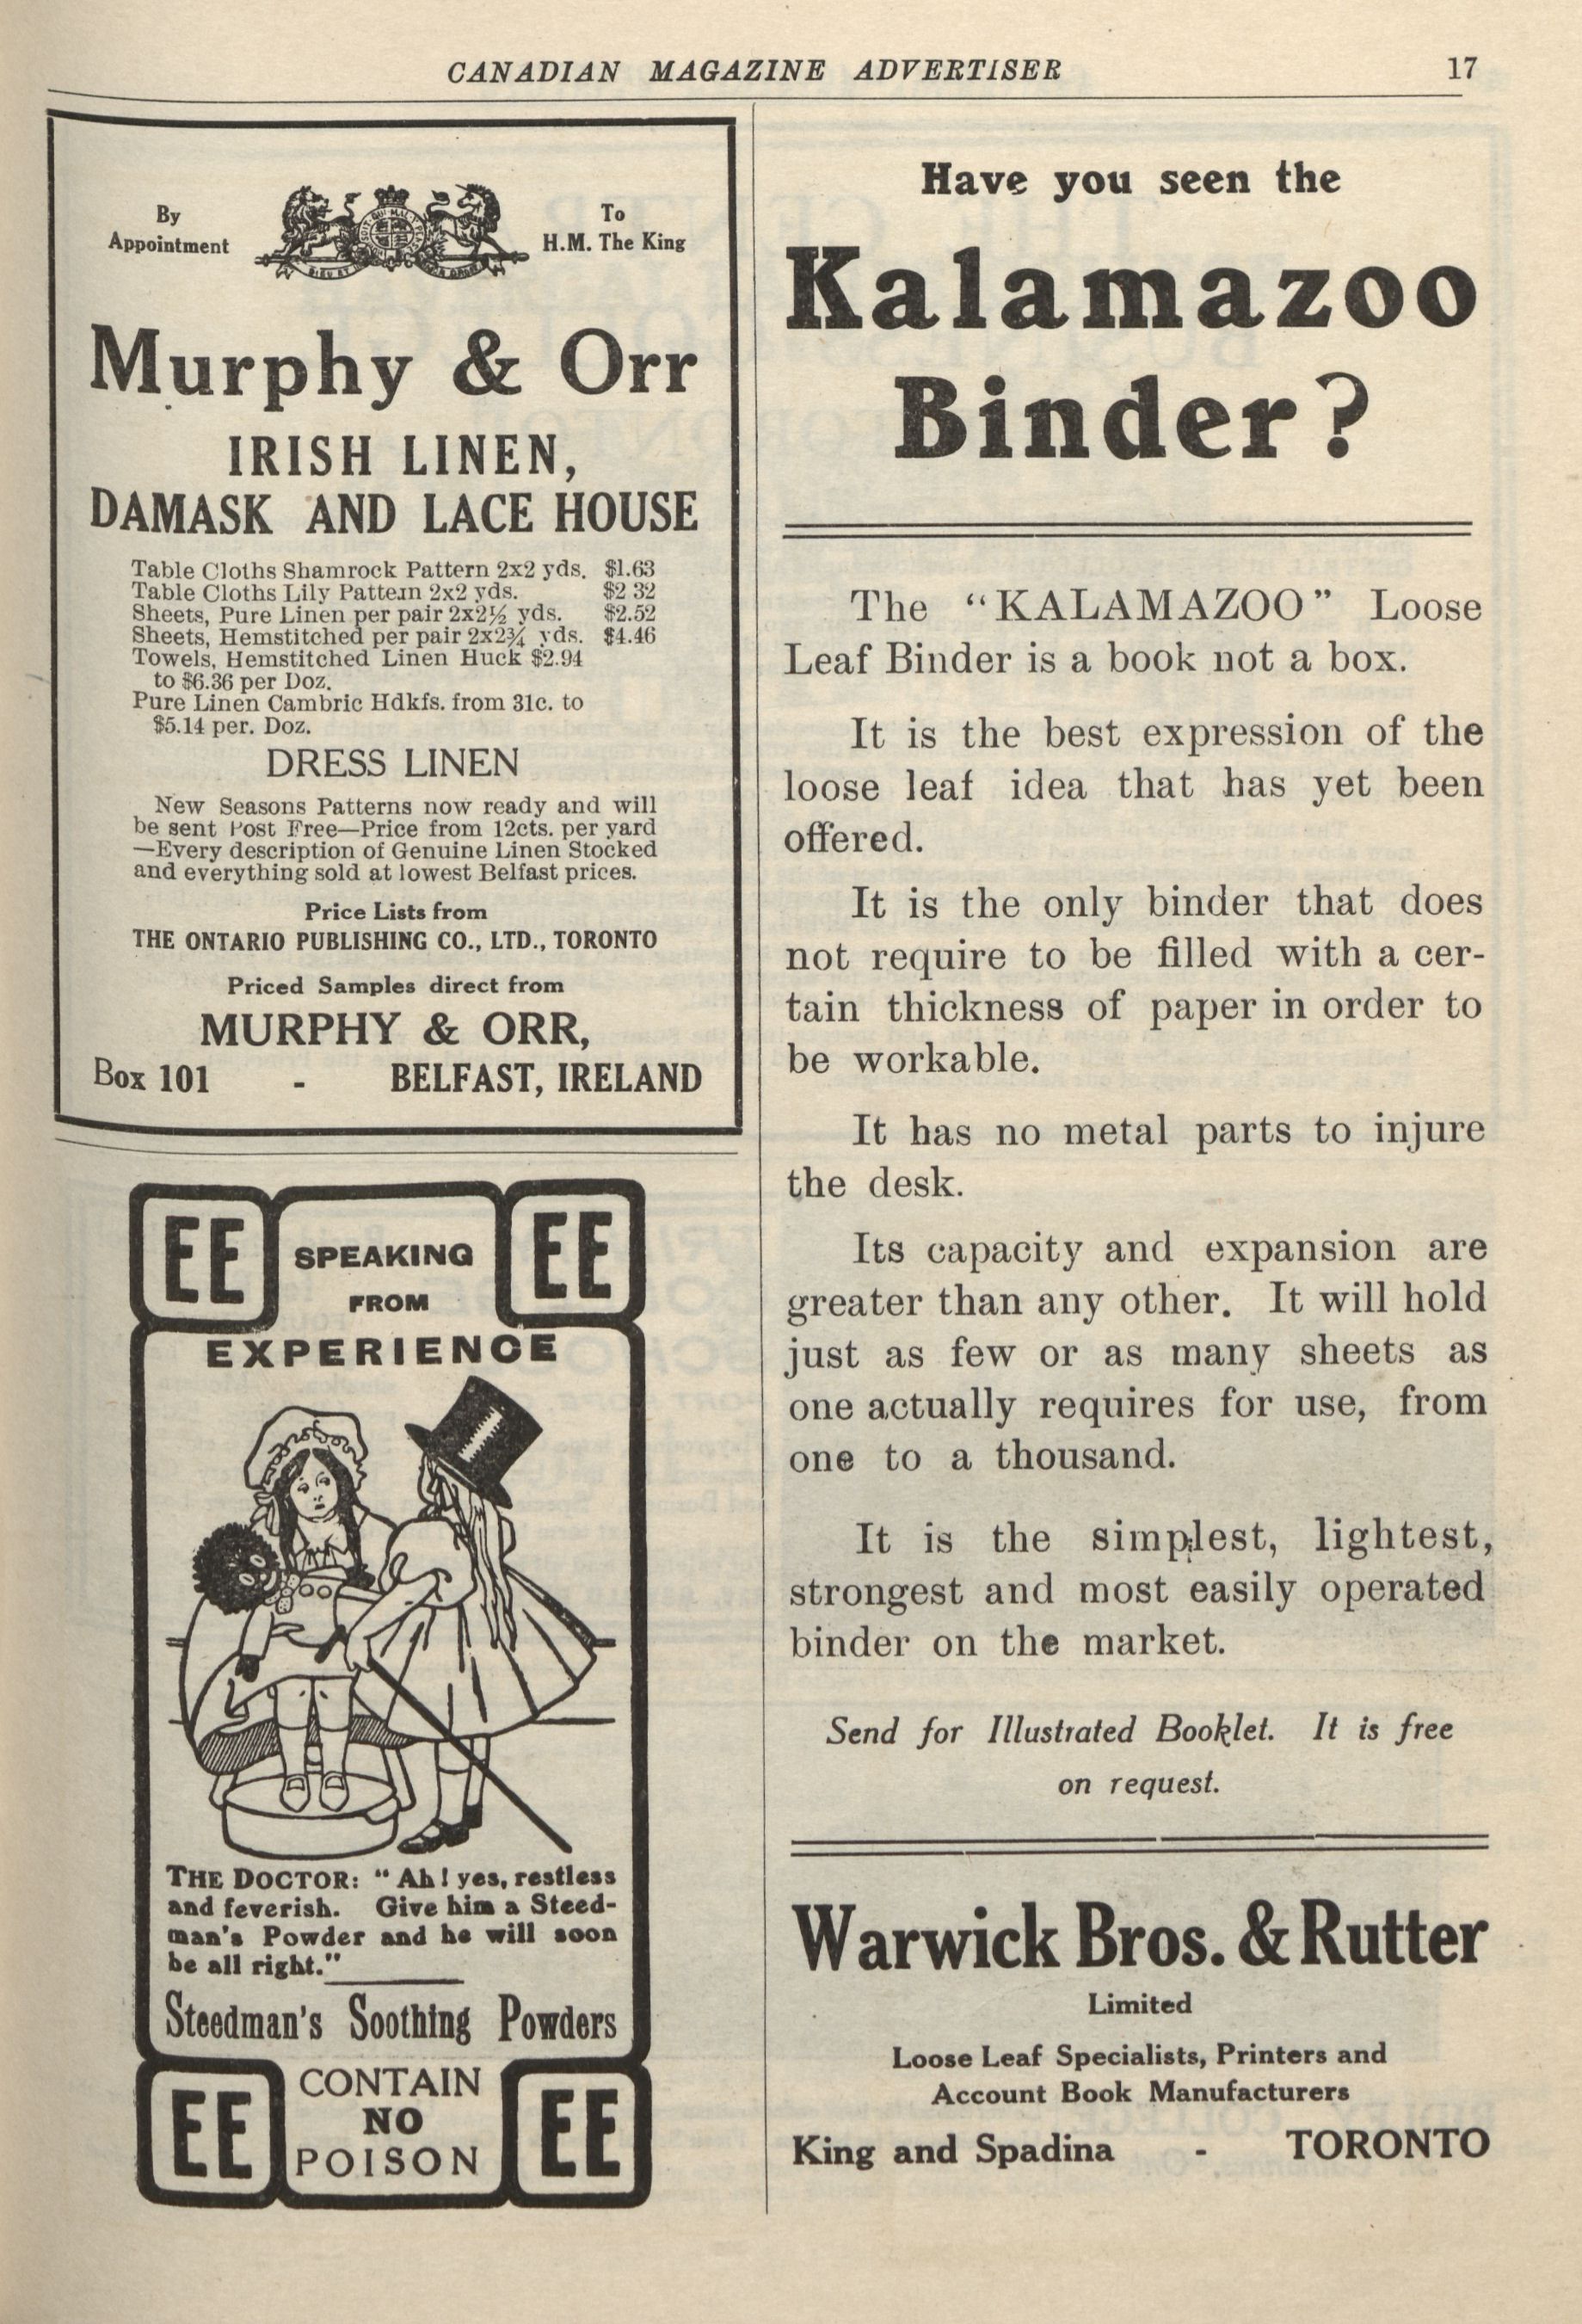 CANADIAN MAGAZINE ADVERTISER 17
By
Appointment
To
H.M. The King
Murphy & Orr
IRISH LINEN,
DAMASK AND LACE HOUSE
Table Cloths Shamrock Pattern 2x2 yds. $1.63
Table Cloths Lily Pattern 2x2 yds. $2 32
Sheets, Pure Linen per pair 2x2½ yds. $2.52
Sheets, Hemstitched per pair 2x2¾ yds. $4.46
Towels, Hemstitched Linen Huck $2.94
to $6.36 per Doz.
Pure Linen Cambric Hdkfs. from 31c. to
$5.14 per. Doz.
DRESS LINEN
New Seasons Patterns now ready and will
be sent Post Free—Price from 12cts. per yard
—Every description of Genuine Linen Stocked
and everything sold at lowest Belfast prices.
Price Lists from
THE ONTARIO PUBLISHING CO., LTD., TORONTO
Priced Samples direct from
MURPHY & ORR,
Box 101 - BELFAST, IRELAND
EE SPEAKING EE
FROM
EXPERIENCE
THE DOCTOR: "Ah! yes, restless
and feverish. Give him a Steed-
man's Powder and he will soon
be all right."
Steedman's Soothing Powders
EE CONTAIN EE
NO
POISON
Have you seen the
Kalamazoo
Binder?
The "KALAMAZOO" Loose
Leaf Binder is a book not a box.
It is the best expression of the
loose leaf idea that has yet been
offered.
It is the only binder that does
not require to be filled with a cer-
tain thickness of paper in order to
be workable.
It has no metal parts to injure
the desk.
Its capacity and expansion are
greater than any other. It will hold
just as few or as many sheets as
one actually requires for use, from
one to a thousand.
It is the simplest, lightest,
strongest and most easily operated
binder on the market.
Send for Illustrated Booklet. It is free
on request.
Warwick Bros. & Rutter
Limited
Loose Leaf Specialists, Printers and
Account Book Manufacturers
King and Spadina - TORONTO